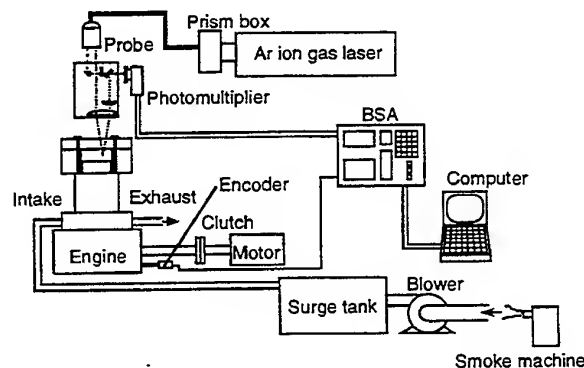 Prism box
Probe
Ar ion gas laser
Photomultiplier
BSA
Computer
Intake
Exhaust
Encoder
Clutch
Engine
Motor
Blower
Surge tank
Smoke machine